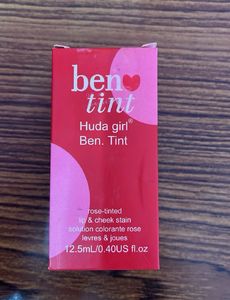 ben
tint
Huda girl®
Ben. Tint
rose-tinted
lip & cheek stain
solution colorante rose
levres & joues
12.5mL/0.40US fl.oz